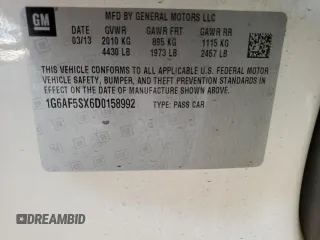 GM
MFD BY GENERAL MOTORS LLC
03/13 GVWR GAWR FRT GAWR RR
2010 KG 895 KG 1115 KG
4430 LB 1973 LB 2457 LB
THIS VEHICLE CONFORMS TO ALL APPLICABLE U.S. FEDERAL MOTOR
VEHICLE SAFETY, BUMPER, AND THEFT PREVENTION STANDARDS IN
EFFECT ON THE DATE OF MANUFACTURE SHOWN ABOVE.
1G6AF5SX6D0158992 TYPE: PASS CAR
DREAMBID